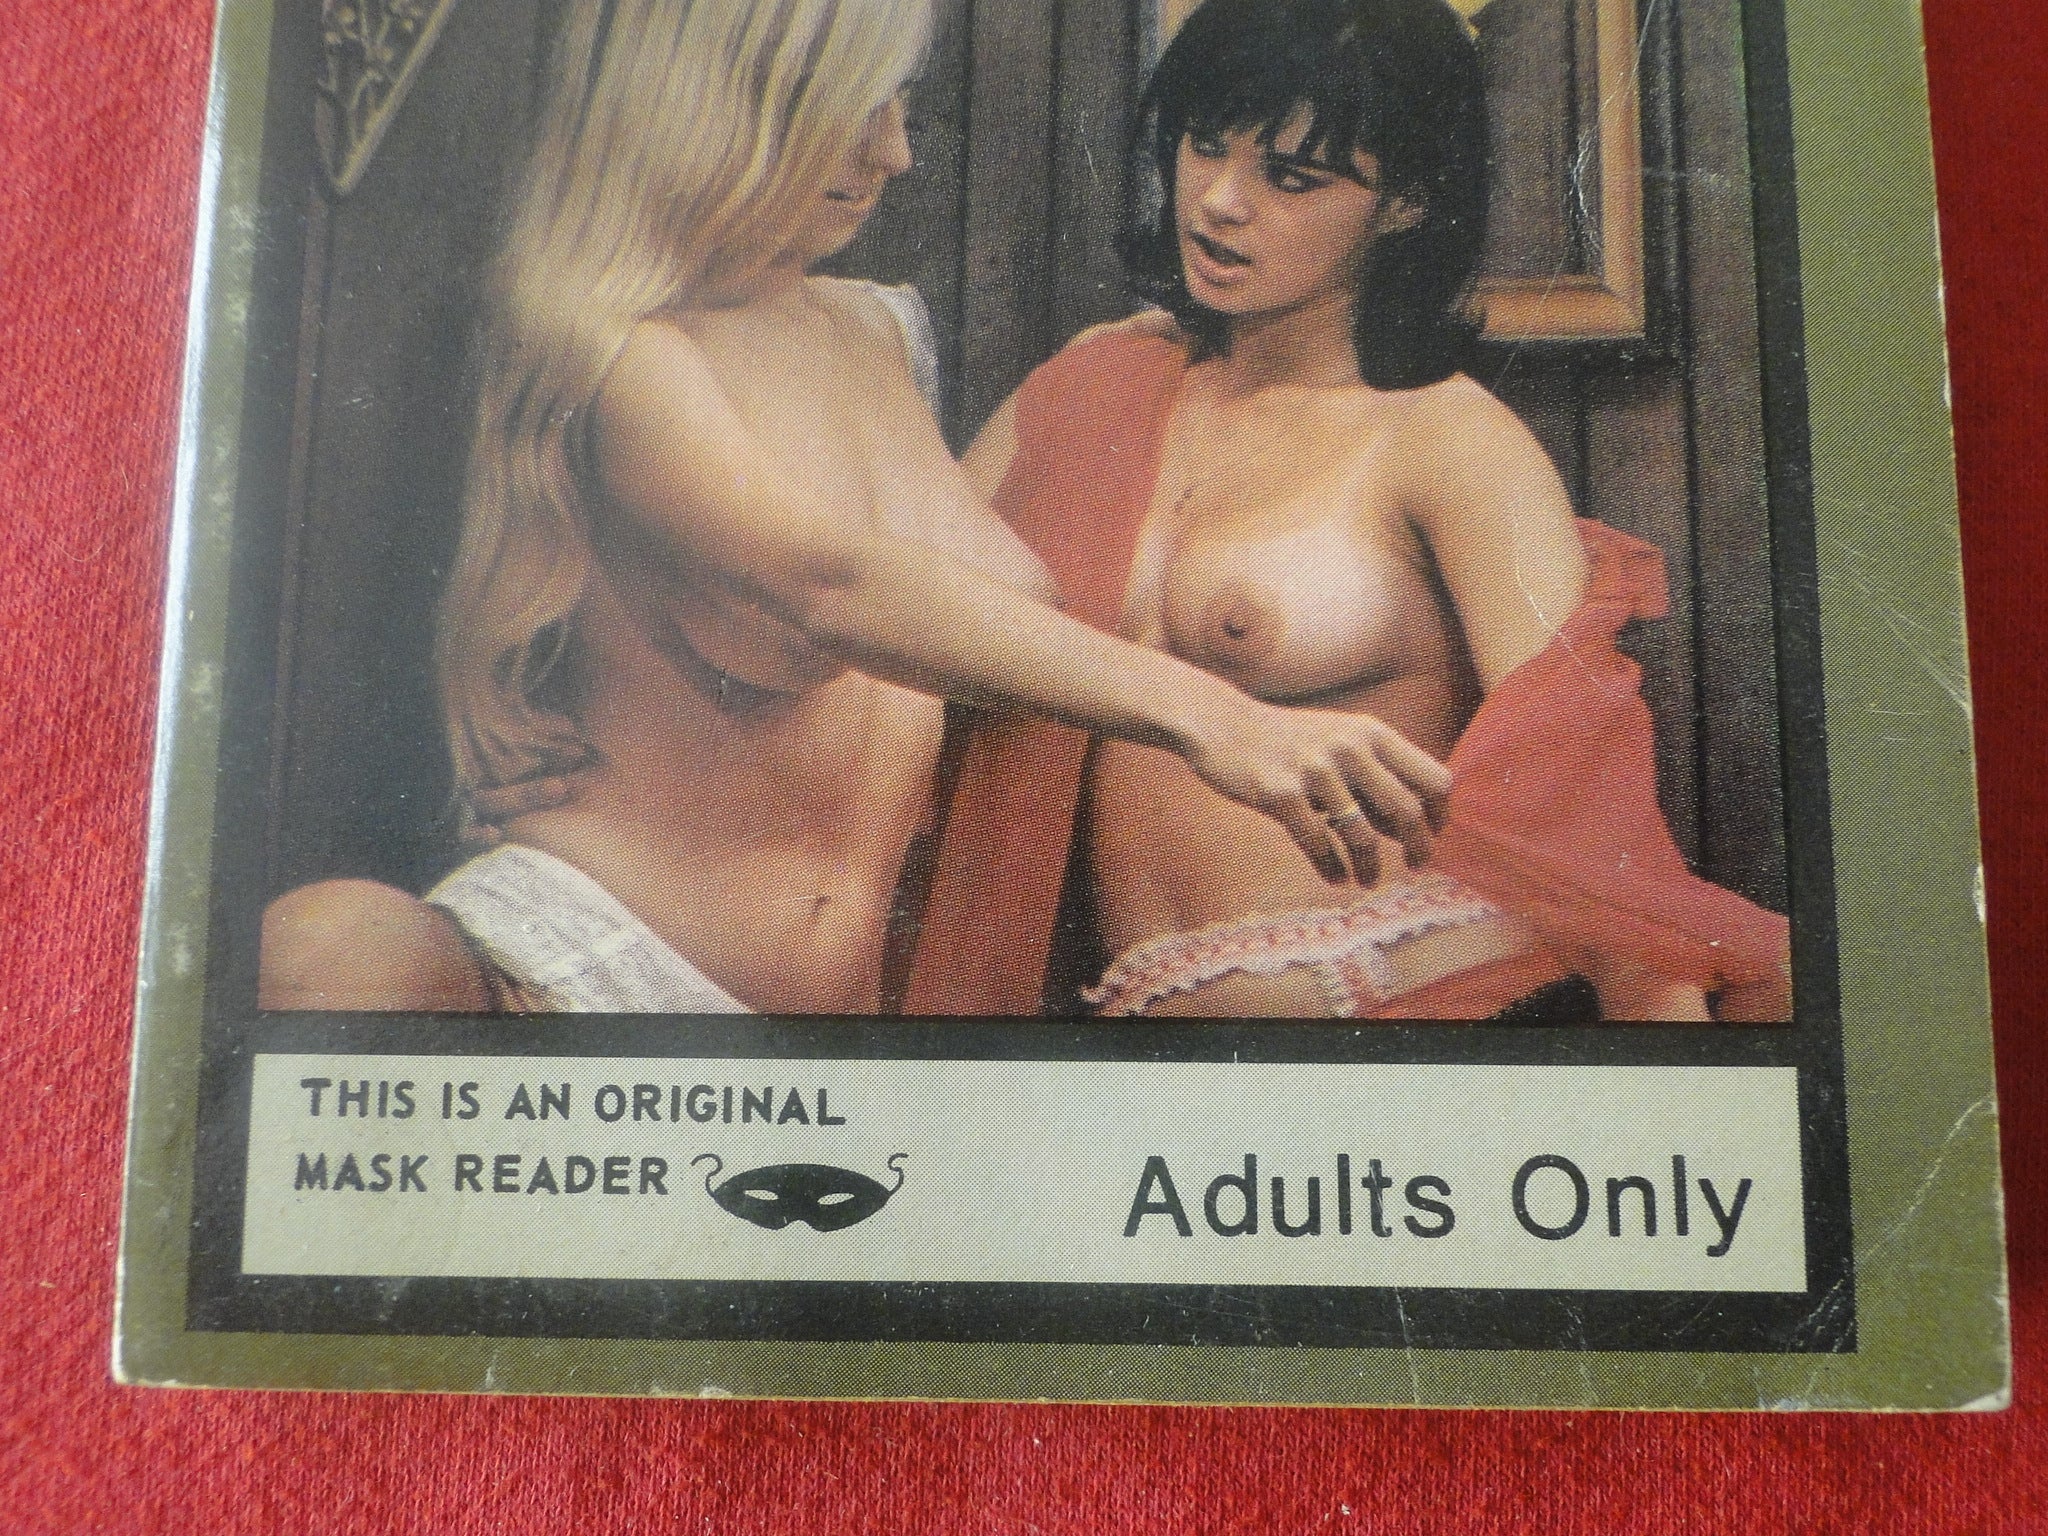 THIS IS AN ORIGINAL
MASK READER
Adults Only